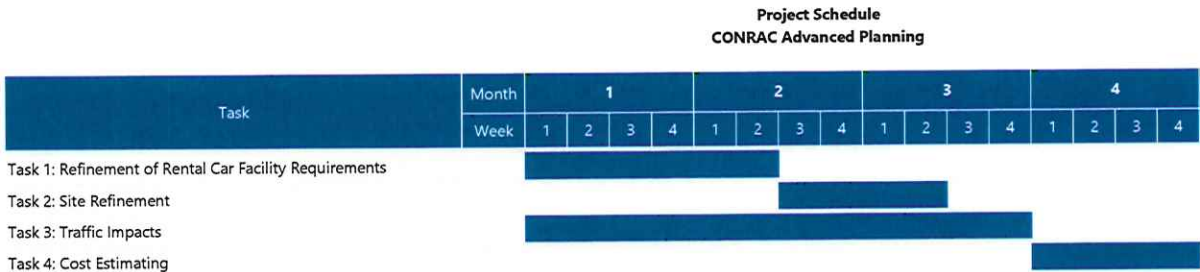 Project Schedule
CONRAC Advanced Planning
Task
Month 1 2 3 4
Week 1 2 3 4 1 2 3 4 1 2 3 4 1 2 3 4
Task 1: Refinement of Rental Car Facility Requirements
Task 2: Site Refinement
Task 3: Traffic Impacts
Task 4: Cost Estimating